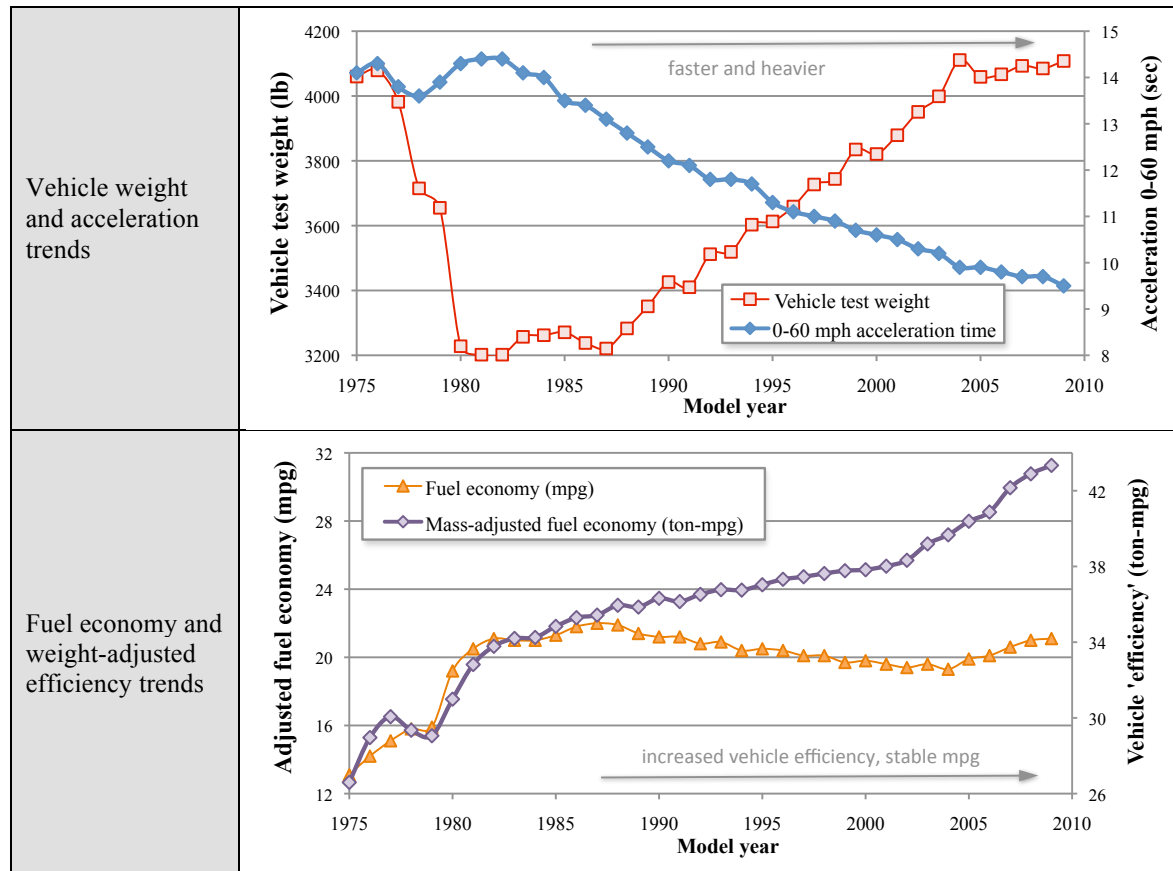 Vehicle weight
and acceleration
trends
Vehicle test weight (lb)
4200
4000
3800
3600
3400
3200
faster and heavier
Vehicle test weight
0-60 mph acceleration time
15
14
13
12
11
10
9
8
Acceleration 0-60 mph (sec)
1975 1980 1985 1990 1995 2000 2005 2010
Model year
Fuel economy and
weight-adjusted
efficiency trends
Adjusted fuel economy (mpg)
32
28
24
20
16
12
Fuel economy (mpg)
Mass-adjusted fuel economy (ton-mpg)
increased vehicle efficiency, stable mpg
42
38
34
30
26
Vehicle 'efficiency' (ton-mpg)
1975 1980 1985 1990 1995 2000 2005 2010
Model year